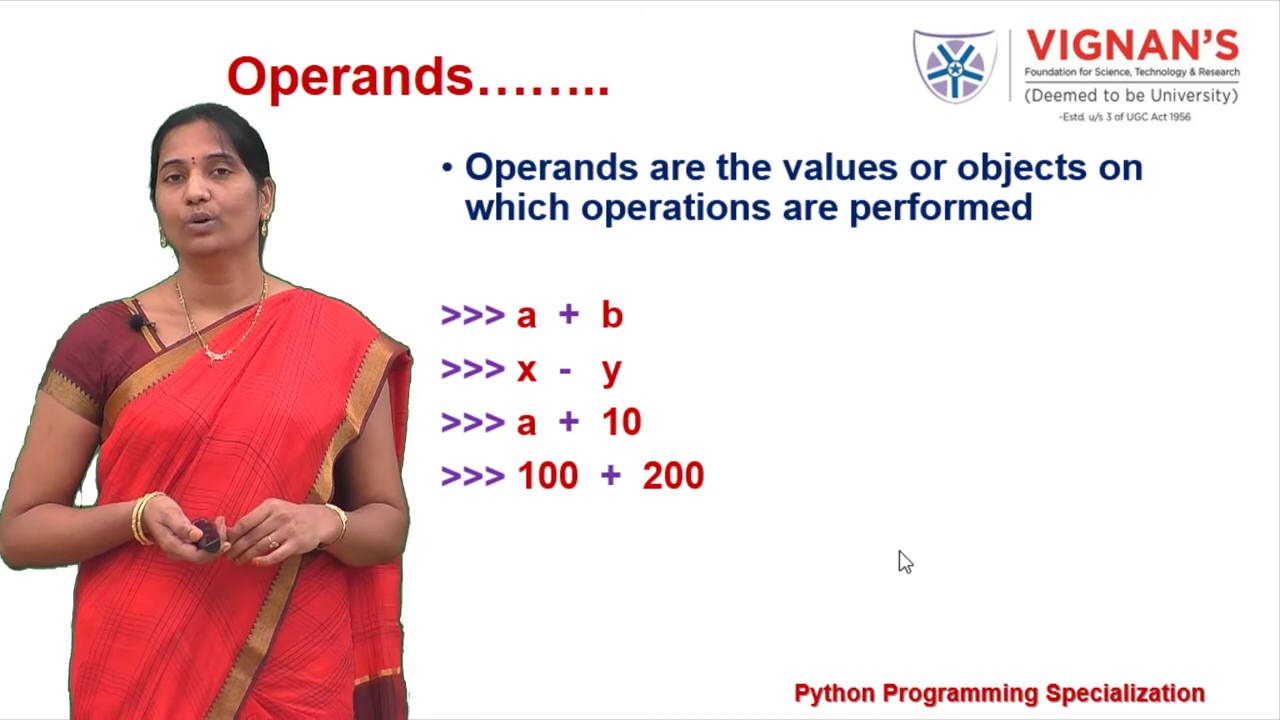 Operands……..
VIGNAN'S
Foundation for Science, Technology & Research
(Deemed to be University)
-Estd. u/s 3 of UGC Act 1956
• Operands are the values or objects on
which operations are performed
>>> a + b
>>> x - y
>>> a + 10
>>> 100 + 200
Python Programming Specialization